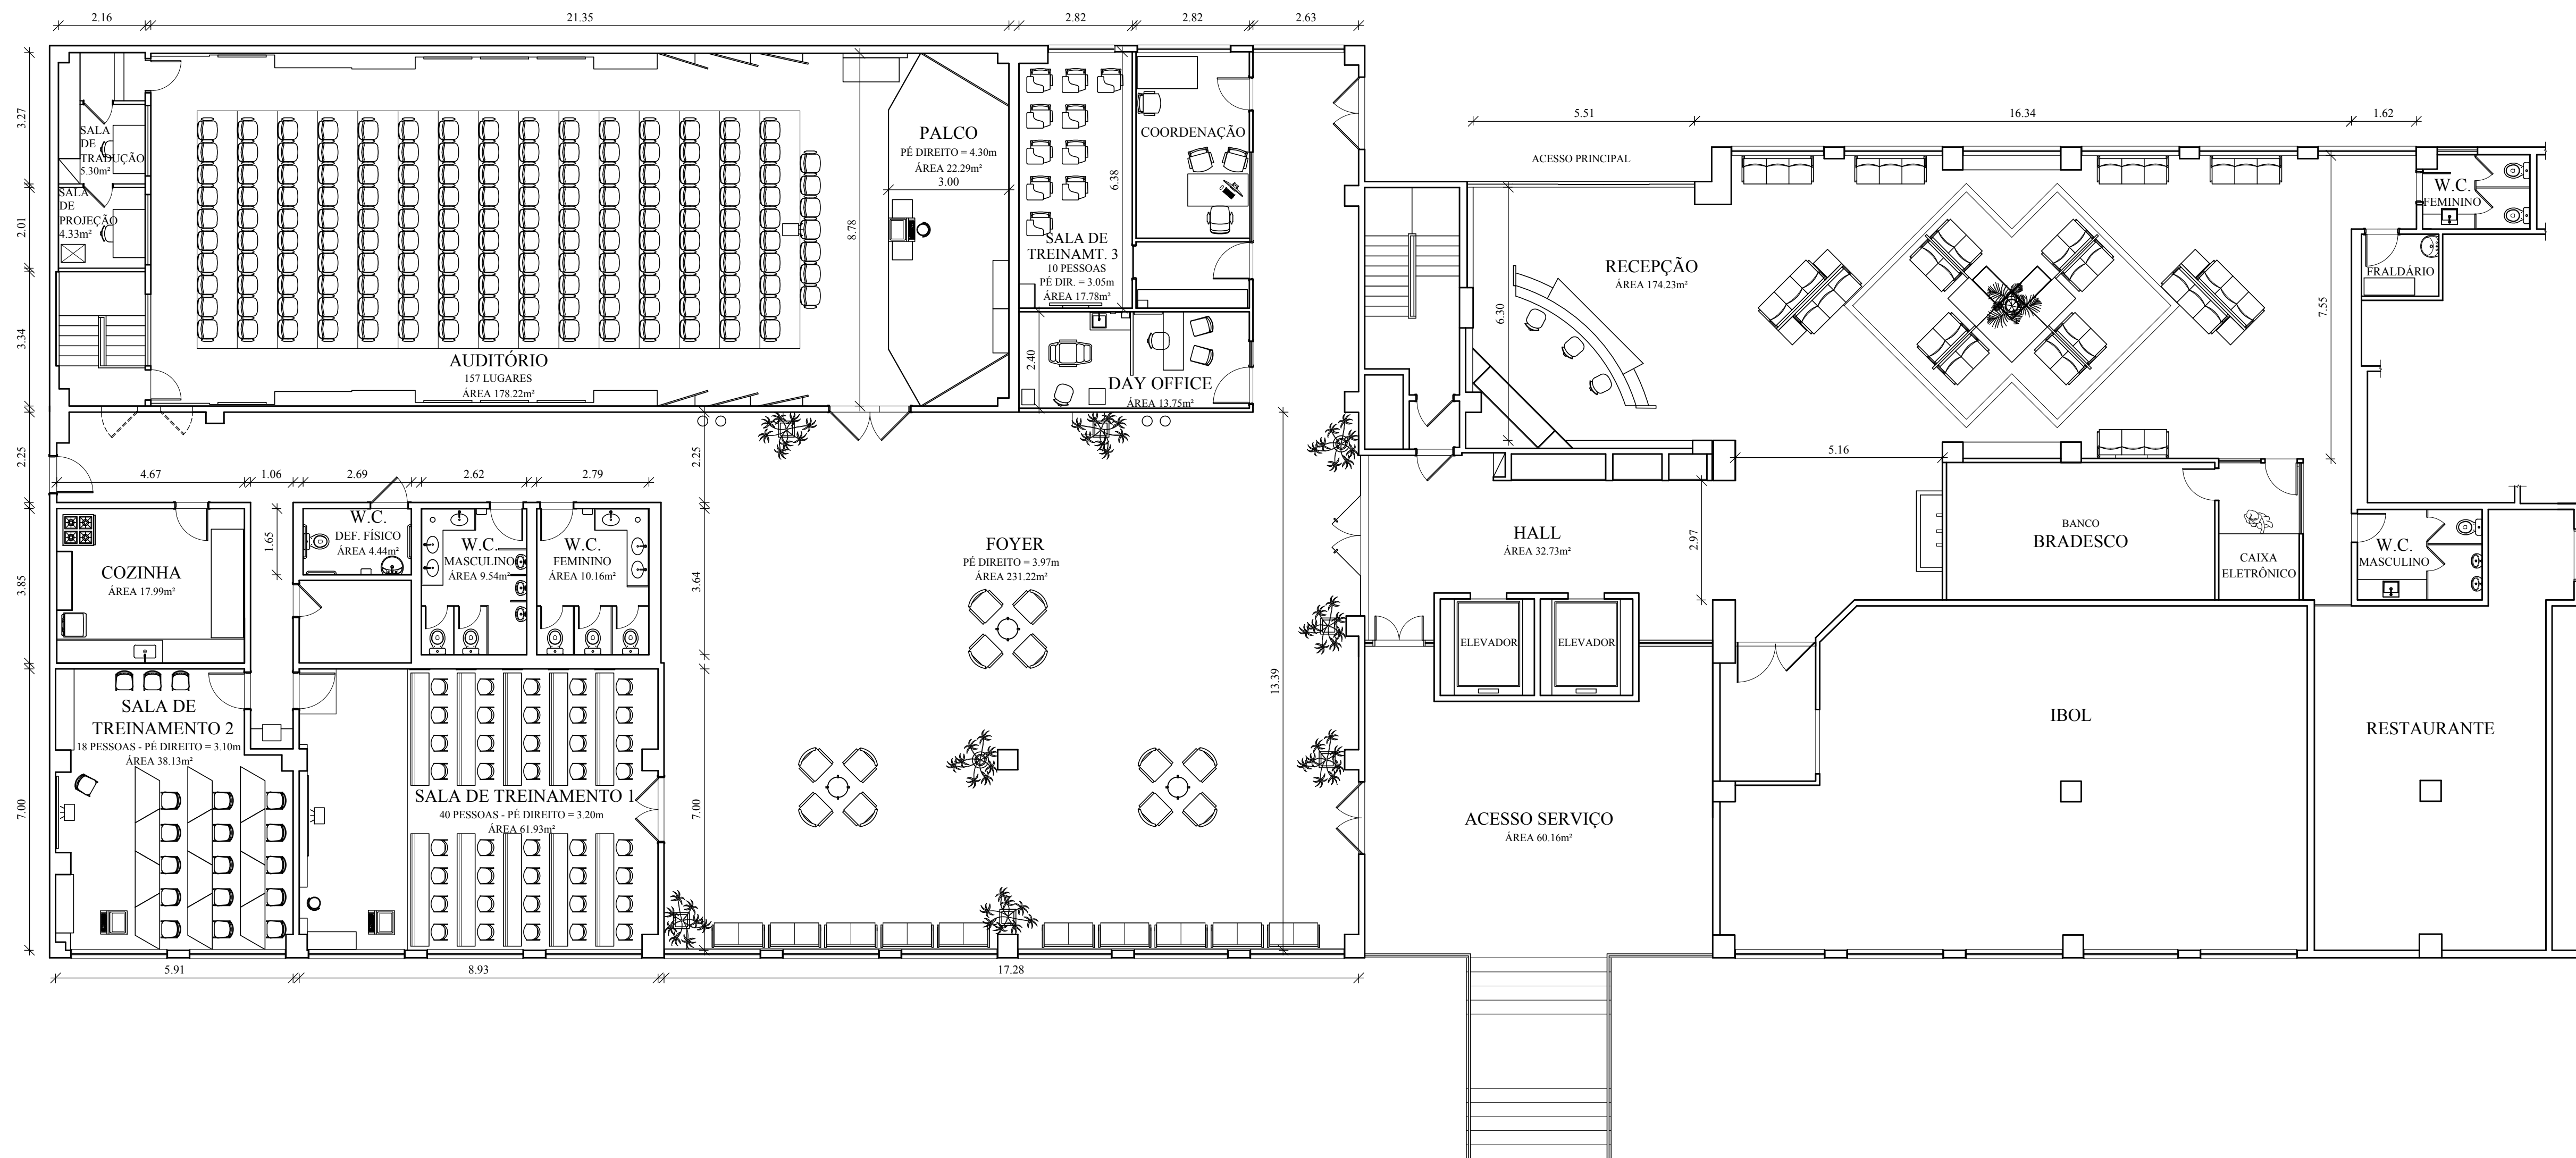 2.16
21.35
2.82
2.82
2.63
3.27
2.01
3.34
2.25
3.85
7.00
SALA
DE
TRADUÇÃO
5.30m²
SALA
DE
PROJEÇÃO
4.33m²
AUDITÓRIO
157 LUGARES
ÁREA 178.22m²
8.78
PALCO
PÉ DIREITO = 4.30m
ÁREA 22.29m²
3.00
6.38
SALA DE
TREINAMT. 3
10 PESSOAS
PÉ DIR. = 3.05m
ÁREA 17.78m²
COORDENAÇÃO
2.40
DAY OFFICE
ÁREA 13.75m²
5.51
16.34
1.62
ACESSO PRINCIPAL
RECEPÇÃO
ÁREA 174.23m²
6.30
7.55
W.C.
FEMININO
FRALDÁRIO
4.67
1.06
2.69
2.62
2.79
2.25
1.65
3.64
7.00
13.39
COZINHA
ÁREA 17.99m²
W.C.
DEF. FÍSICO
ÁREA 4.44m²
W.C.
MASCULINO
ÁREA 9.54m²
W.C.
FEMININO
ÁREA 10.16m²
FOYER
PÉ DIREITO = 3.97m
ÁREA 231.22m²
HALL
ÁREA 32.73m²
2.97
5.16
BANCO
BRADESCO
CAIXA
ELETRÔNICO
W.C.
MASCULINO
ELEVADOR
ELEVADOR
SALA DE
TREINAMENTO 2
18 PESSOAS - PÉ DIREITO = 3.10m
ÁREA 38.13m²
SALA DE TREINAMENTO 1
40 PESSOAS - PÉ DIREITO = 3.20m
ÁREA 61.93m²
ACESSO SERVIÇO
ÁREA 60.16m²
IBOL
RESTAURANTE
5.91
8.93
17.28